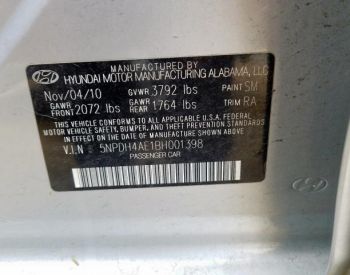 MANUFACTURED BY
HYUNDAI MOTOR MANUFACTURING ALABAMA, LLC
Nov/04/10 GVWR 3792 lbs PAINT SM
GAWR FRONT 2072 lbs GAWR REAR 1764 lbs TRIM RA
THIS VEHICLE CONFORMS TO ALL APPLICABLE U.S.A. FEDERAL
MOTOR VEHICLE SAFETY, BUMPER, AND THEFT PREVENTION
STANDARDS IN EFFECT ON THE DATE OF MANUFACTURE SHOWN ABOVE.
V.I.N 5NPDH4AE1BH001398
PASSENGER CAR